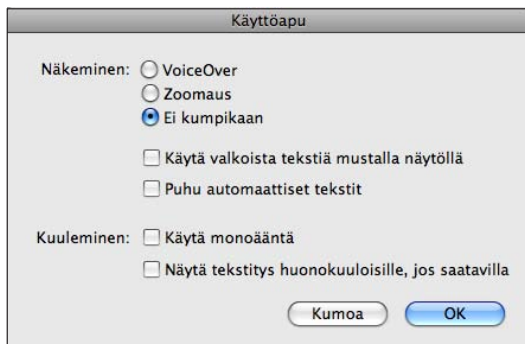 Käyttöapu
Näkeminen: VoiceOver
Zoomaus
Ei kumpikaan
Käytä valkoista tekstiä mustalla näytöllä
Puhu automaattiset tekstit
Kuuleminen: Käytä monoääntä
Näytä tekstitys huonokuuloisille, jos saatavilla
Kumoa OK